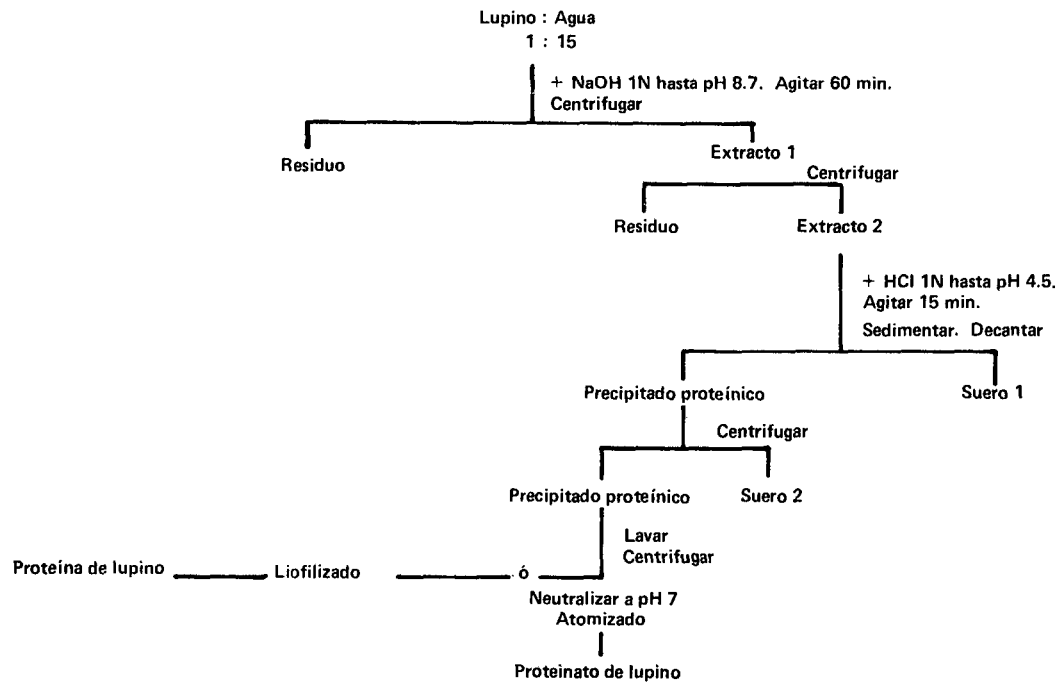 Lupino : Agua
1 : 15
+ NaOH 1N hasta pH 8.7. Agitar 60 min.
Centrifugar
Residuo
Extracto 1
Centrifugar
Residuo
Extracto 2
+ HCl 1N hasta pH 4.5.
Agitar 15 min.
Sedimentar. Decantar
Precipitado proteínico
Suero 1
Centrifugar
Precipitado proteínico
Suero 2
Lavar
Centrifugar
Proteína de lupino
Liofilizado
ó
Neutralizar a pH 7
Atomizado
Proteinato de lupino